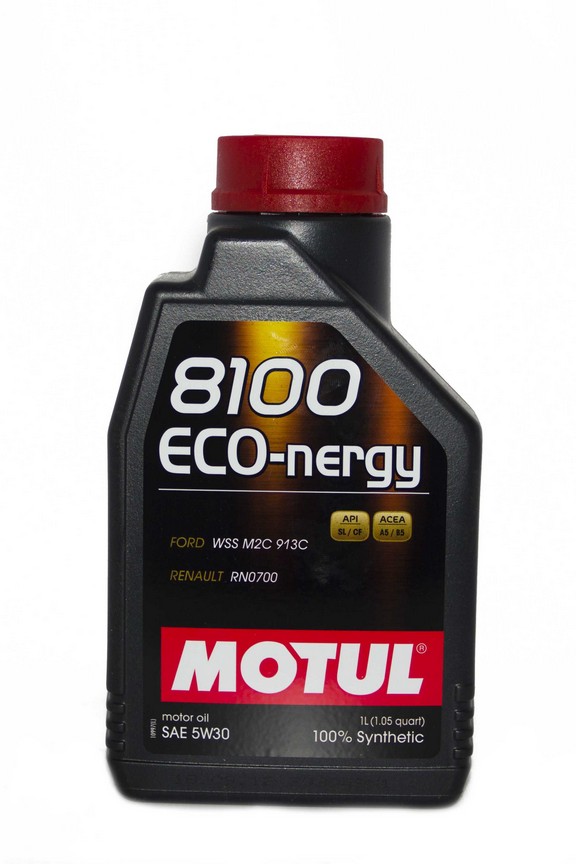 8100
ECO-nergy
API
SL / CF
ACEA
A5 / B5
FORD WSS M2C 913C
RENAULT RN0700
MOTUL®
motor oil
SAE 5W30
1L (1.05 quart)
100% Synthetic